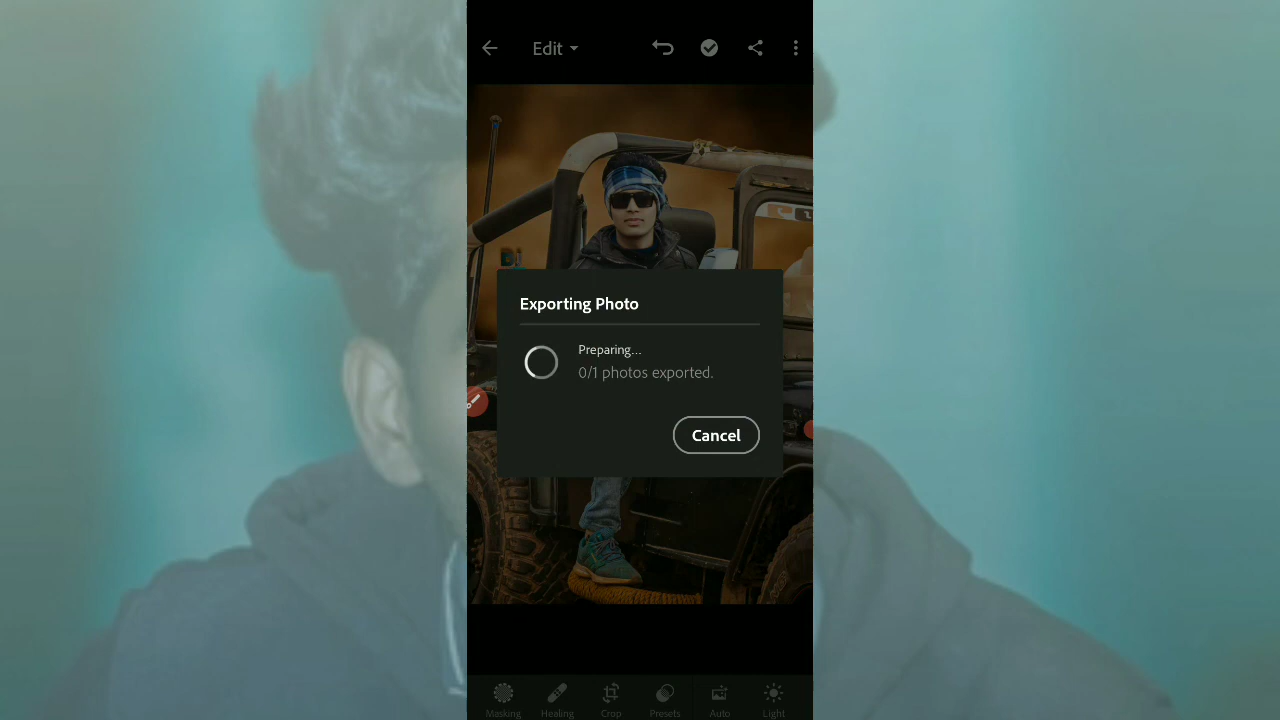 Edit
Exporting Photo
Preparing...
0/1 photos exported.
Cancel
Masking Healing Crop Presets Auto Light